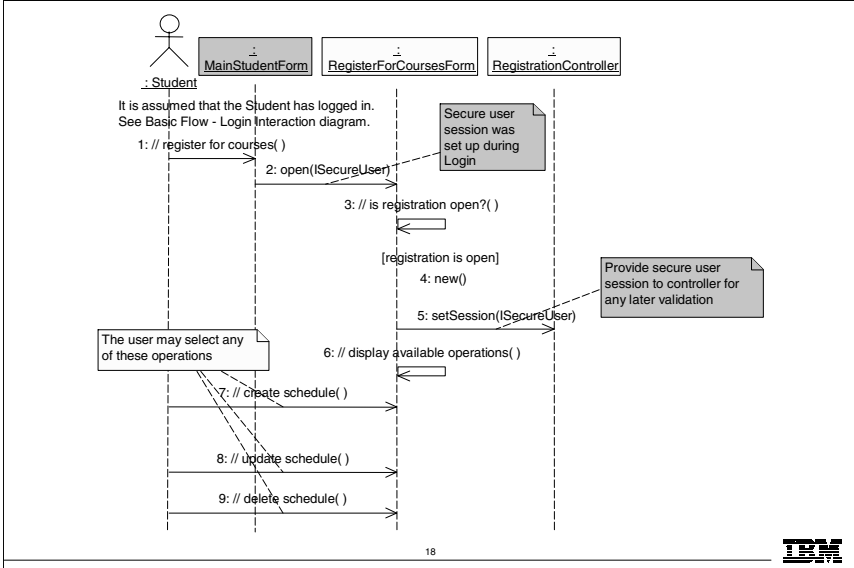 :
MainStudentForm
:
RegisterForCoursesForm
:
RegistrationController
: Student
It is assumed that the Student has logged in.
See Basic Flow - Login Interaction diagram.
Secure user
session was
set up during
Login
1: // register for courses( )
2: open(ISecureUser)
3: // is registration open?( )
[registration is open]
4: new()
Provide secure user
session to controller for
any later validation
5: setSession(ISecureUser)
The user may select any
of these operations
6: // display available operations( )
7: // create schedule( )
8: // update schedule( )
9: // delete schedule( )
18
IBM